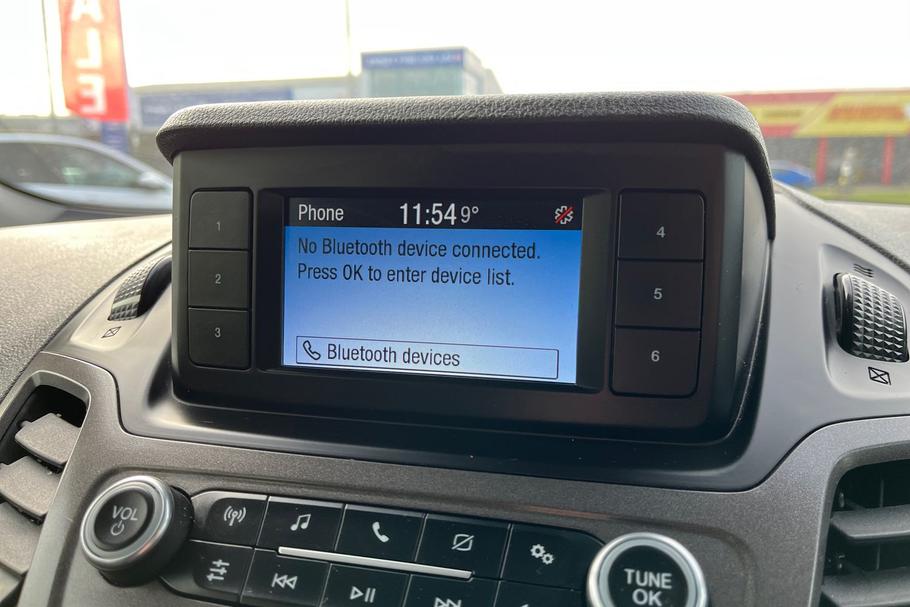 ALE
Phone 11:54 9°
No Bluetooth device connected.
Press OK to enter device list.
Bluetooth devices
1
2
3
4
5
6
VOL
TUNE
OK